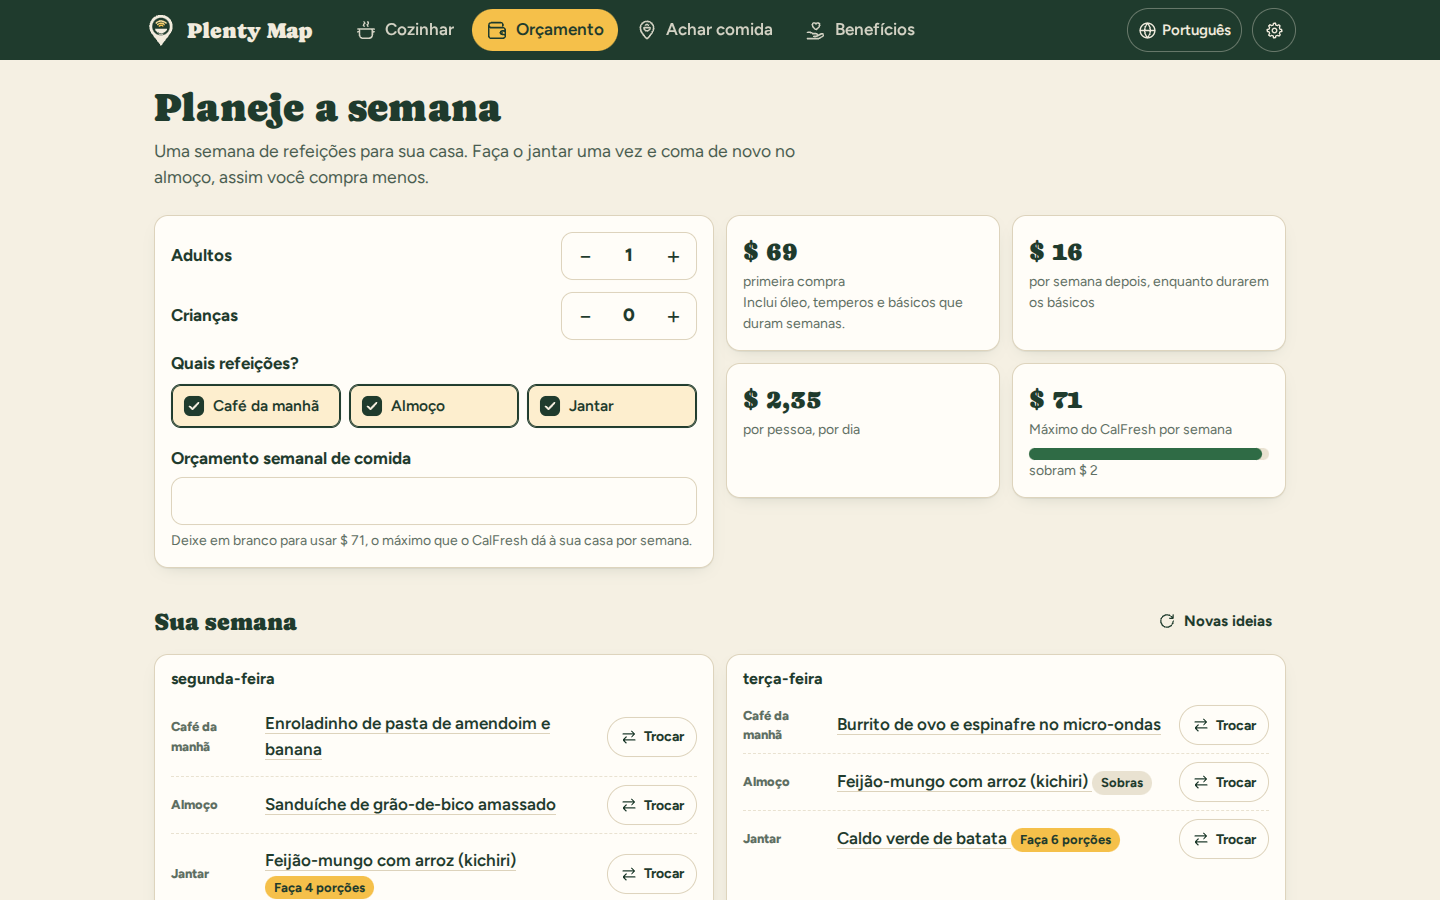 Plenty Map
Cozinhar
Orçamento
Achar comida
Benefícios
Português
Planeje a semana
Uma semana de refeições para sua casa. Faça o jantar uma vez e coma de novo no
almoço, assim você compra menos.
Adultos
− 1 +
Crianças
− 0 +
Quais refeições?
Café da manhã
Almoço
Jantar
Orçamento semanal de comida
Deixe em branco para usar $ 71, o máximo que o CalFresh dá à sua casa por semana.
$ 69
primeira compra
Inclui óleo, temperos e básicos que
duram semanas.
$ 16
por semana depois, enquanto durarem
os básicos
$ 2,35
por pessoa, por dia
$ 71
Máximo do CalFresh por semana
sobram $ 2
Sua semana
Novas ideias
segunda-feira
Café da
manhã
Enroladinho de pasta de amendoim e
banana
Trocar
Almoço
Sanduíche de grão-de-bico amassado
Trocar
Jantar
Feijão-mungo com arroz (kichiri)
Faça 4 porções
Trocar
terça-feira
Café da
manhã
Burrito de ovo e espinafre no micro-ondas
Trocar
Almoço
Feijão-mungo com arroz (kichiri) Sobras
Trocar
Jantar
Caldo verde de batata Faça 6 porções
Trocar